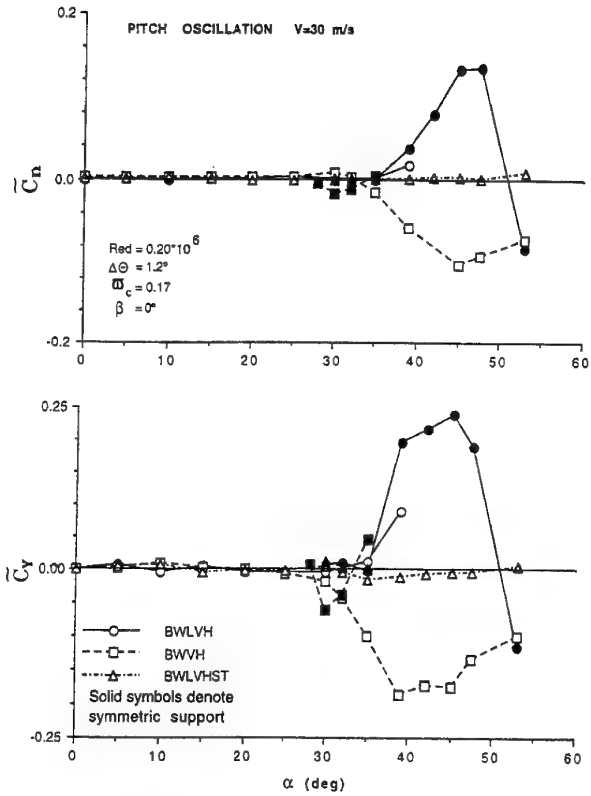 0.2
PITCH OSCILLATION V=30 m/s
C̃n
0.0
Red = 0.20*10^6
ΔΘ = 1.2°
ϖc = 0.17
β = 0°
-0.2
0 10 20 30 40 50 60
0.25
C̃Y
0.00
BWLVH
BWVH
BWLVHST
Solid symbols denote
symmetric support
-0.25
0 10 20 30 40 50 60
α (deg)